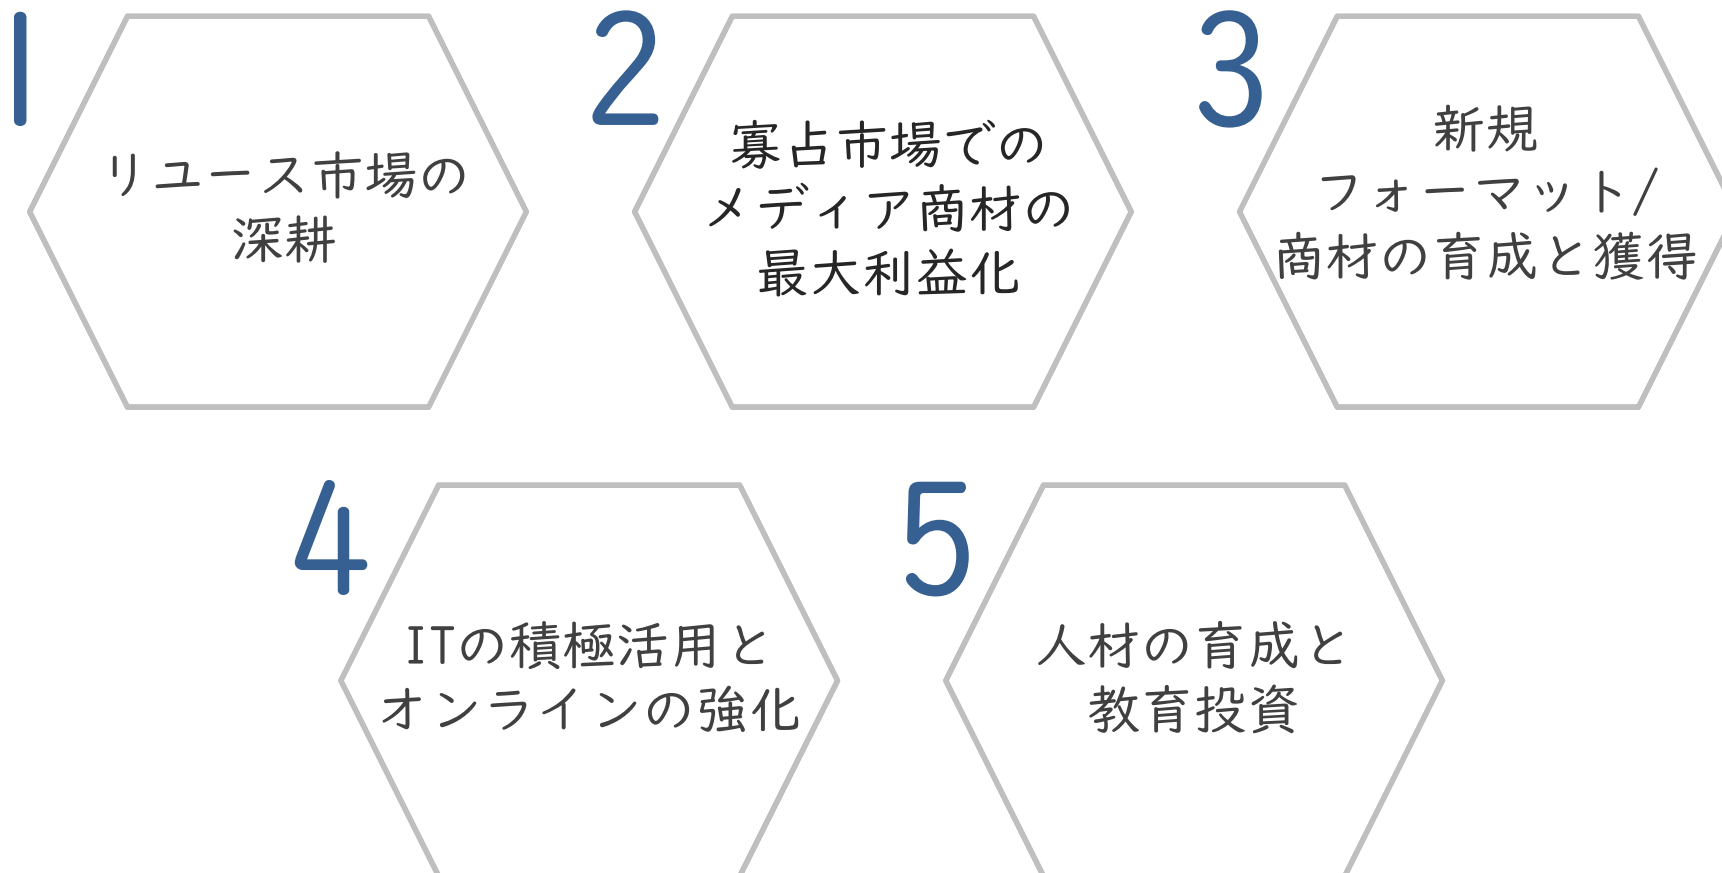 1
リユース市場の
深耕
2
寡占市場での
メディア商材の
最大利益化
3
新規
フォーマット/
商材の育成と獲得
4
ITの積極活用と
オンラインの強化
5
人材の育成と
教育投資